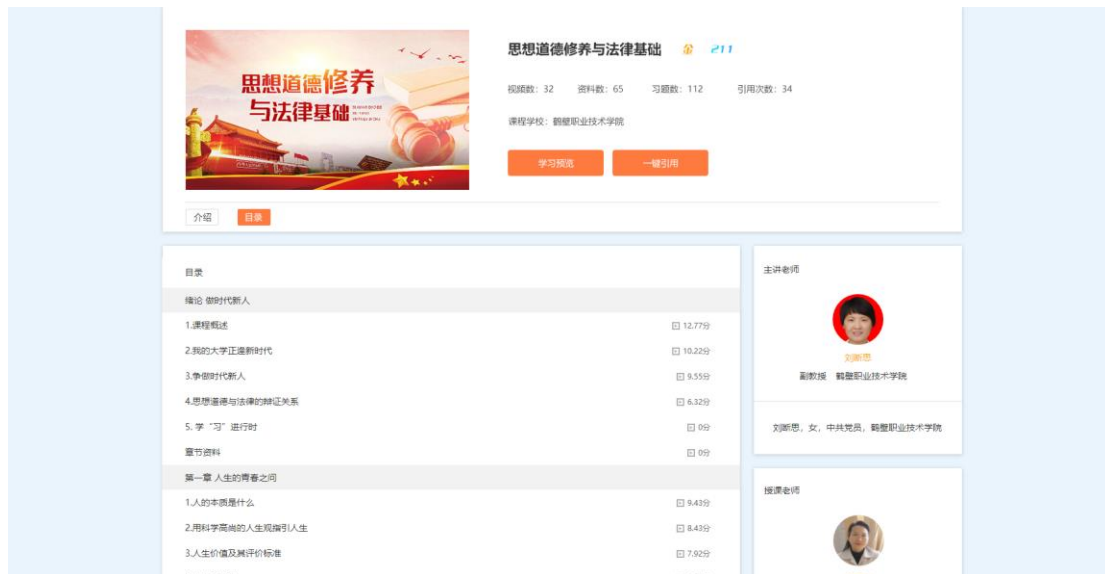 思想道德修养
与法律基础
思想道德修养与法律基础 211
视频数: 32 资料数: 65 习题数: 112 引用次数: 34
课程学校: 鹤壁职业技术学院
学习预览 一键引用
介绍 目录
目录
绪论 做时代新人
1.课程概述 12.77分
2.我的大学正逢新时代 10.22分
3.争做时代新人 9.55分
4.思想道德与法律的辩证关系 6.32分
5. 学“习”进行时 0分
章节资料 0分
第一章 人生的青春之问
1.人的本质是什么 9.43分
2.用科学高尚的人生观指引人生 8.43分
3.人生价值及其评价标准 7.92分
主讲老师
刘断思
副教授 鹤壁职业技术学院
刘断思, 女, 中共党员, 鹤壁职业技术学院
授课老师